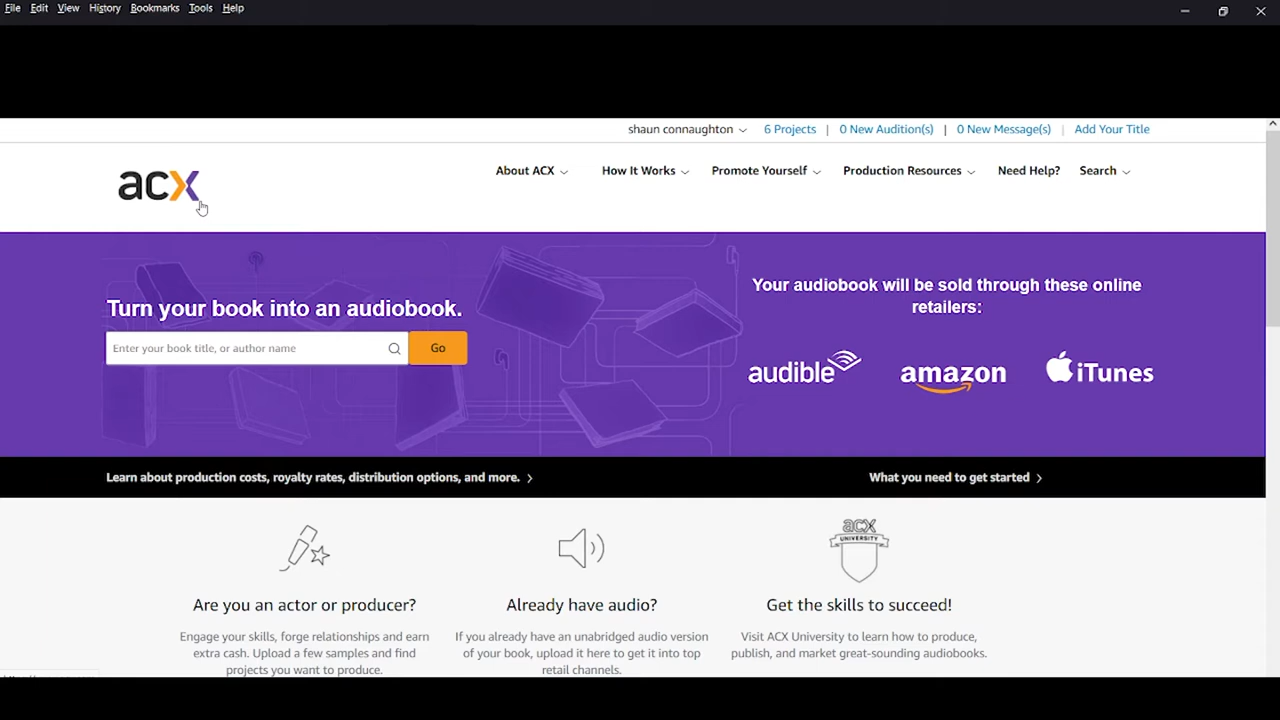 File Edit View History Bookmarks Tools Help
shaun connaughton 6 Projects | 0 New Audition(s) | 0 New Message(s) | Add Your Title
acx
About ACX How It Works Promote Yourself Production Resources Need Help? Search
Turn your book into an audiobook.
Enter your book title, or author name Go
Your audiobook will be sold through these online
retailers:
audible amazon iTunes
Learn about production costs, royalty rates, distribution options, and more. >
What you need to get started >
acx
UNIVERSITY
Are you an actor or producer?
Engage your skills, forge relationships and earn
extra cash. Upload a few samples and find
projects you want to produce.
Already have audio?
If you already have an unabridged audio version
of your book, upload it here to get it into top
retail channels.
Get the skills to succeed!
Visit ACX University to learn how to produce,
publish, and market great-sounding audiobooks.